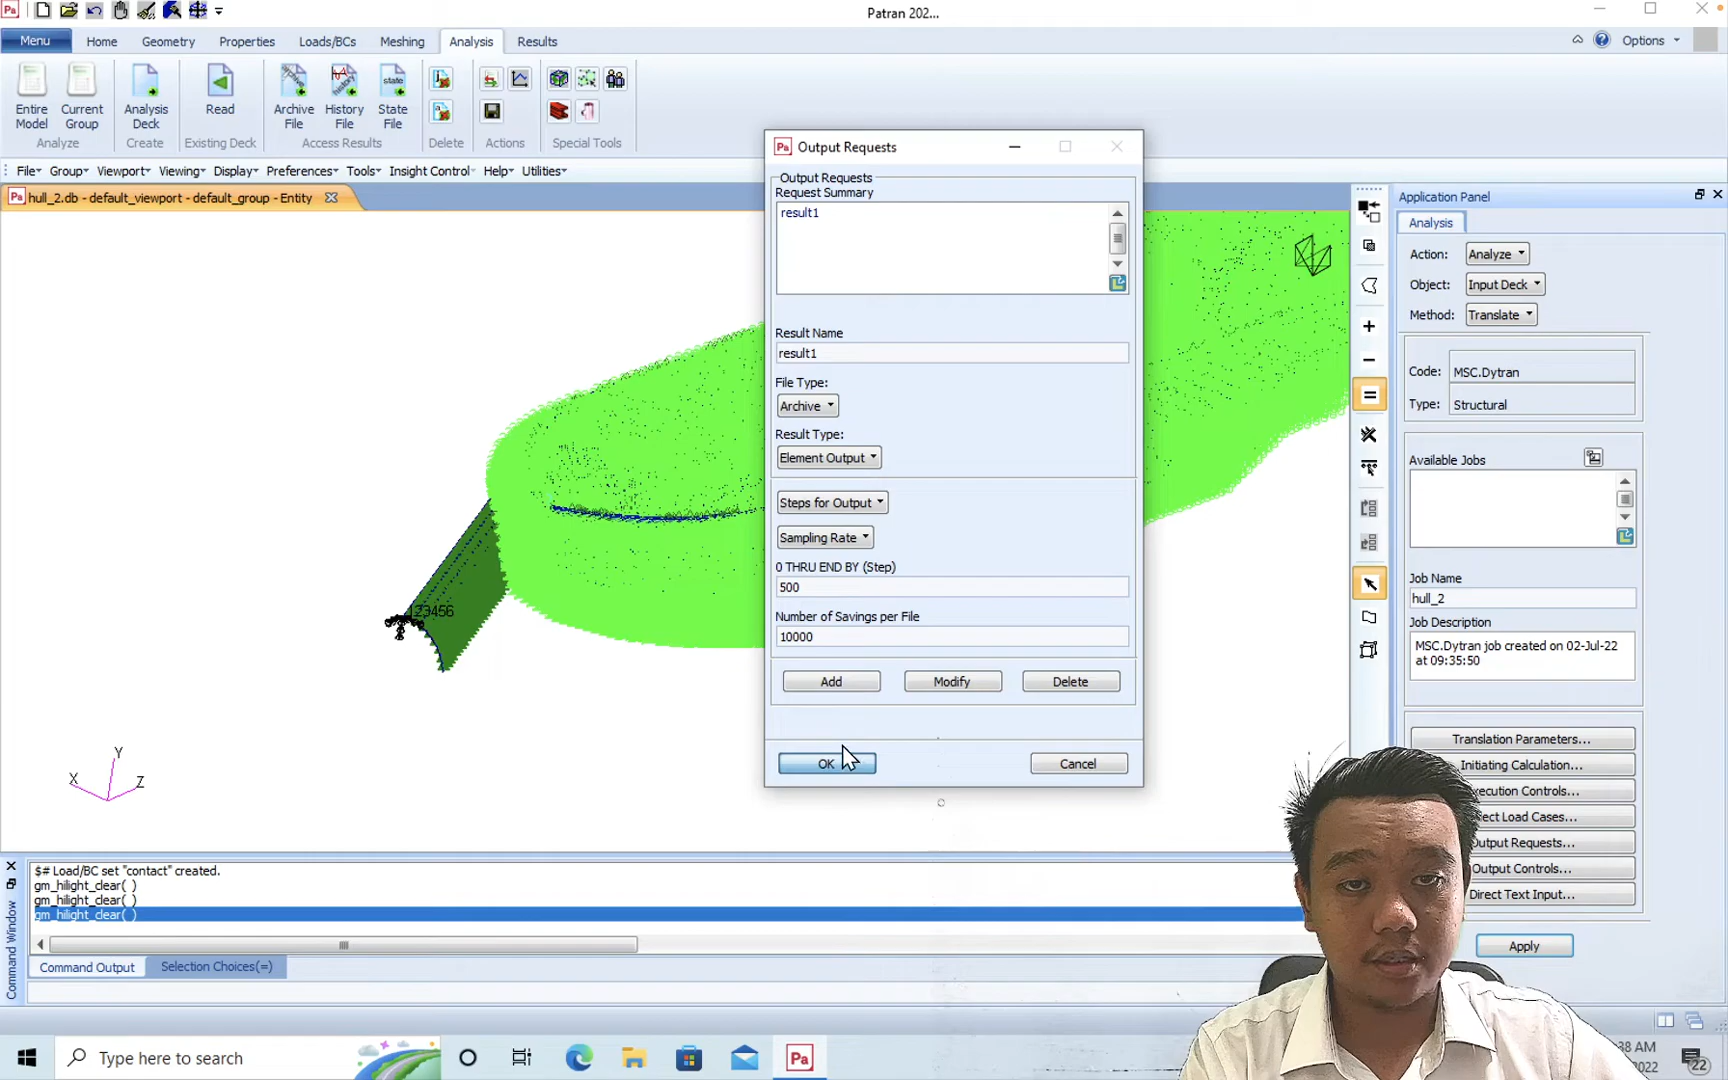 Patran 202...
Menu Home Geometry Properties Loads/BCs Meshing Analysis Results
Options
Entire Model
Current Group
Analysis Deck
Read
Archive File
History File
State File
Analyze Create Existing Deck Access Results Delete Actions Special Tools
File Group Viewport Viewing Display Preferences Tools Insight Control Help Utilities
hull_2.db - default_viewport - default_group - Entity
Output Requests
Output Requests
Request Summary
result1
Result Name
result1
File Type:
Archive
Result Type:
Element Output
Steps for Output
Sampling Rate
0 THRU END BY (Step)
500
Number of Savings per File
10000
Add Modify Delete
OK Cancel
123456
Y
X Z
Application Panel
Analysis
Action: Analyze
Object: Input Deck
Method: Translate
Code: MSC.Dytran
Type: Structural
Available Jobs
Job Name
hull_2
Job Description
MSC.Dytran job created on 02-Jul-22
at 09:35:50
Translation Parameters...
Initiating Calculation...
xecution Controls...
ect Load Cases...
Output Requests...
Output Controls...
Direct Text Input...
Apply
$# Load/BC set "contact" created.
gm_hilight_clear( )
gm_hilight_clear( )
gm_hilight_clear( )
Command Window
Command Output Selection Choices(=)
Type here to search
:38 AM
/2022
22